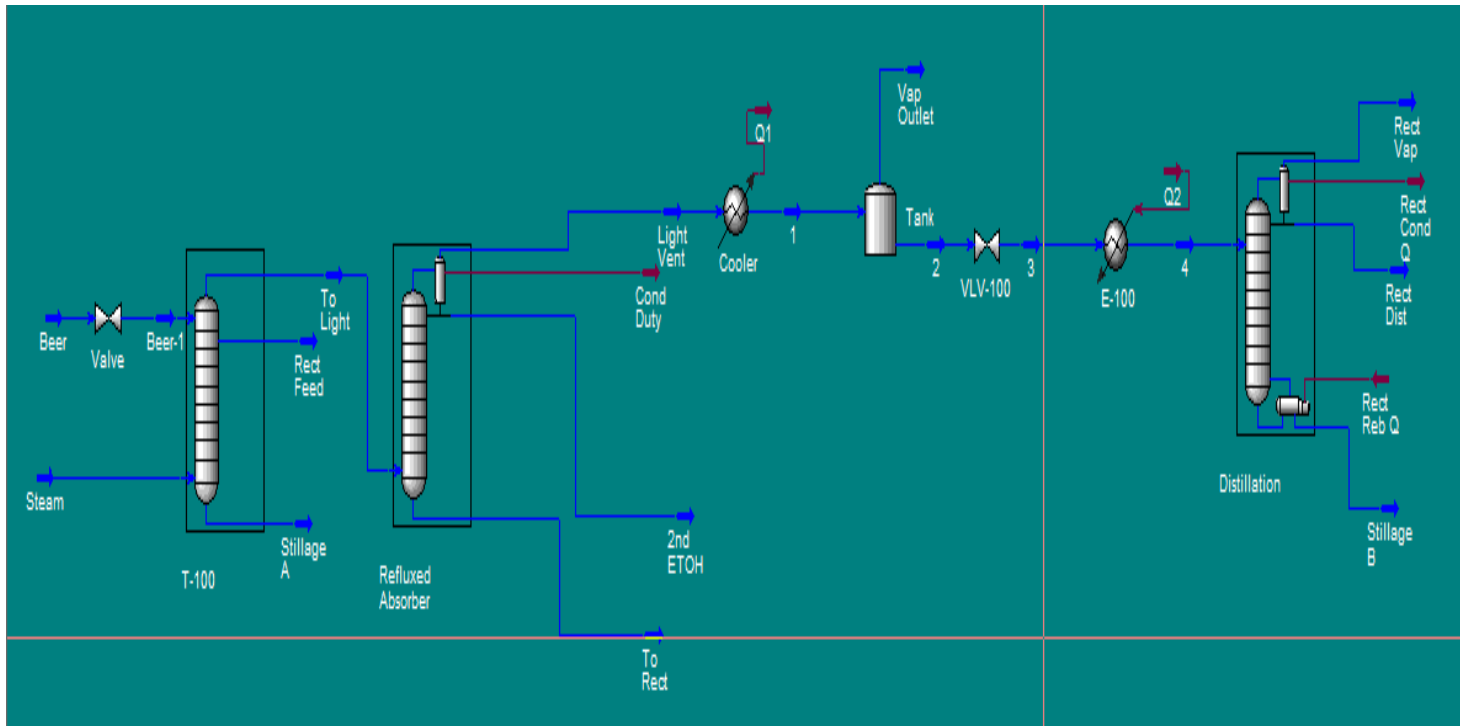 Vap
Outlet
Rect
Vap
Q1
Q2
Rect
Cond
Q
Light
Vent
1
Tank
2
3
4
Cooler
VLV-100
E-100
To
Light
Cond
Duty
Rect
Dist
Beer
Valve
Beer-1
Rect
Feed
Rect
Reb Q
Steam
Distillation
Stillage
A
2nd
ETOH
Stillage
B
T-100
Refluxed
Absorber
To
Rect